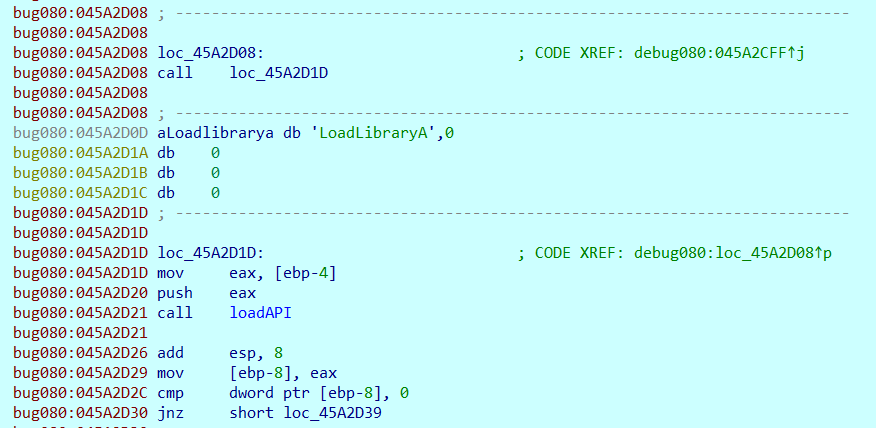 bug080:045A2D08 ; ---------------------------------------------------------------------------
bug080:045A2D08
bug080:045A2D08 loc_45A2D08: ; CODE XREF: debug080:045A2CFF↑j
bug080:045A2D08 call loc_45A2D1D
bug080:045A2D08
bug080:045A2D08 ; ---------------------------------------------------------------------------
bug080:045A2D0D aLoadlibrarya db 'LoadLibraryA',0
bug080:045A2D1A db 0
bug080:045A2D1B db 0
bug080:045A2D1C db 0
bug080:045A2D1D ; ---------------------------------------------------------------------------
bug080:045A2D1D
bug080:045A2D1D loc_45A2D1D: ; CODE XREF: debug080:loc_45A2D08↑p
bug080:045A2D1D mov eax, [ebp-4]
bug080:045A2D20 push eax
bug080:045A2D21 call loadAPI
bug080:045A2D21
bug080:045A2D26 add esp, 8
bug080:045A2D29 mov [ebp-8], eax
bug080:045A2D2C cmp dword ptr [ebp-8], 0
bug080:045A2D30 jnz short loc_45A2D39